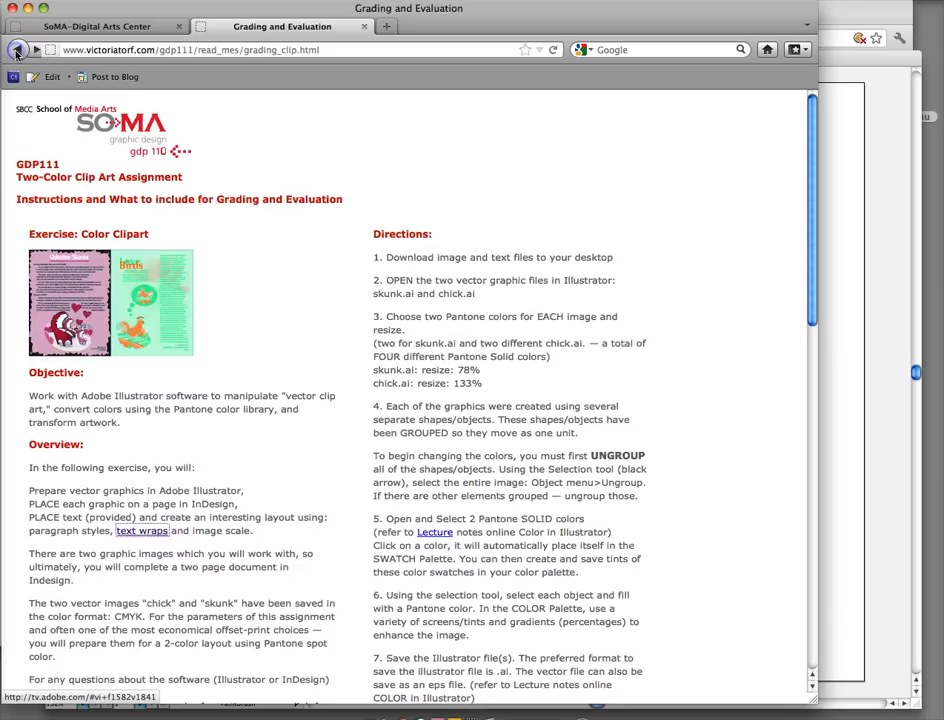 Grading and Evaluation
SoMA-Digital Arts Center
Grading and Evaluation
www.victoriatorf.com/gdp111/read_mes/grading_clip.html
Google
Edit
Post to Blog
SBCC School of Media Arts
SO MA
graphic design
gdp 110
GDP111
Two-Color Clip Art Assignment
Instructions and What to include for Grading and Evaluation
Exercise: Color Clipart
Objective:
Work with Adobe Illustrator software to manipulate "vector clip
art," convert colors using the Pantone color library, and
transform artwork.
Overview:
In the following exercise, you will:
Prepare vector graphics in Adobe Illustrator,
PLACE each graphic on a page in InDesign,
PLACE text (provided) and create an interesting layout using:
paragraph styles, text wraps and image scale.
There are two graphic images which you will work with, so
ultimately, you will complete a two page document in
Indesign.
The two vector images "chick" and "skunk" have been saved in
the color format: CMYK. For the parameters of this assignment
and often one of the most economical offset-print choices —
you will prepare them for a 2-color layout using Pantone spot
color.
For any questions about the software (Illustrator or InDesign)
Directions:
1. Download image and text files to your desktop
2. OPEN the two vector graphic files in Illustrator:
skunk.ai and chick.ai
3. Choose two Pantone colors for EACH image and
resize.
(two for skunk.ai and two different chick.ai. — a total of
FOUR different Pantone Solid colors)
skunk.ai: resize: 78%
chick.ai: resize: 133%
4. Each of the graphics were created using several
separate shapes/objects. These shapes/objects have
been GROUPED so they move as one unit.
To begin changing the colors, you must first UNGROUP
all of the shapes/objects. Using the Selection tool (black
arrow), select the entire image: Object menu>Ungroup.
If there are other elements grouped — ungroup those.
5. Open and Select 2 Pantone SOLID colors
(refer to Lecture notes online Color in Illustrator)
Click on a color, it will automatically place itself in the
SWATCH Palette. You can then create and save tints of
these color swatches in your color palette.
6. Using the selection tool, select each object and fill
with a Pantone color. In the COLOR Palette, use a
variety of screens/tints and gradients (percentages) to
enhance the image.
7. Save the Illustrator file(s). The preferred format to
save the illustrator file is .ai. The vector file can also be
save as an eps file. (refer to Lecture notes online
COLOR in Illustrator)
http://tv.adobe.com/#vi+f1582v1841